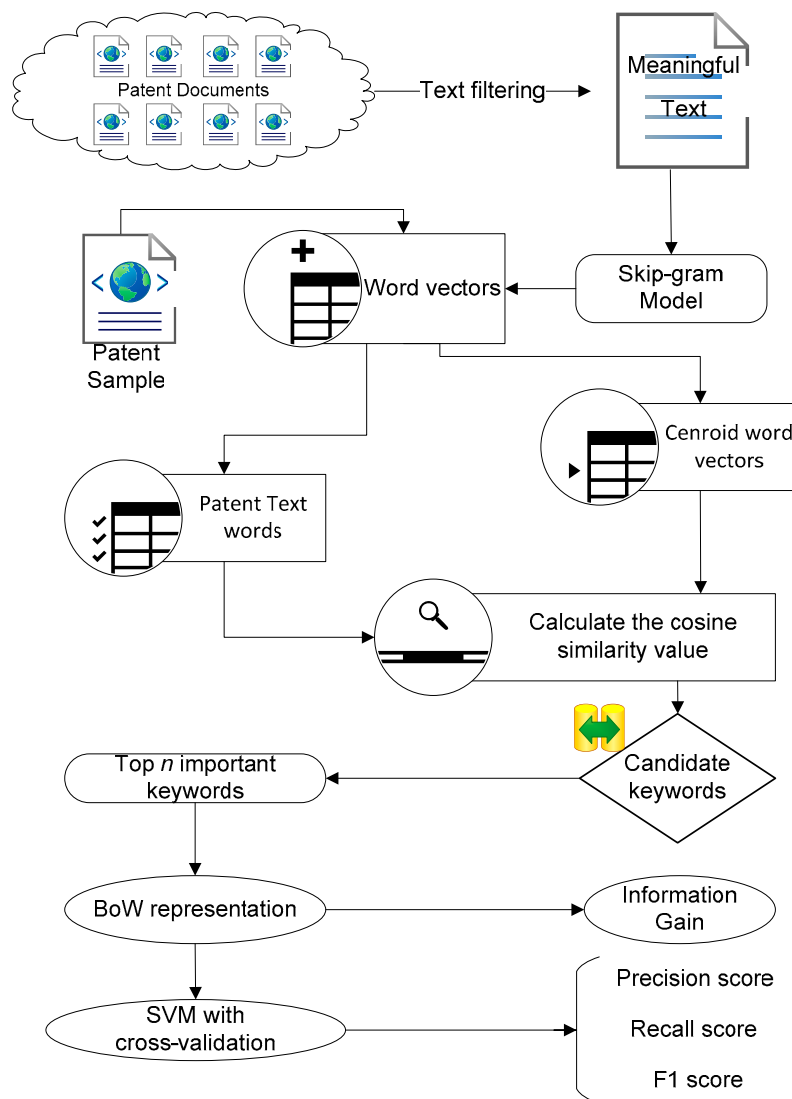 Patent Documents
Text filtering
Meaningful
Text
Skip-gram
Model
Word vectors
Patent
Sample
Cenroid word
vectors
Patent Text
words
Calculate the cosine
similarity value
Candidate
keywords
Top n important
keywords
BoW representation
Information
Gain
SVM with
cross-validation
Precision score
Recall score
F1 score